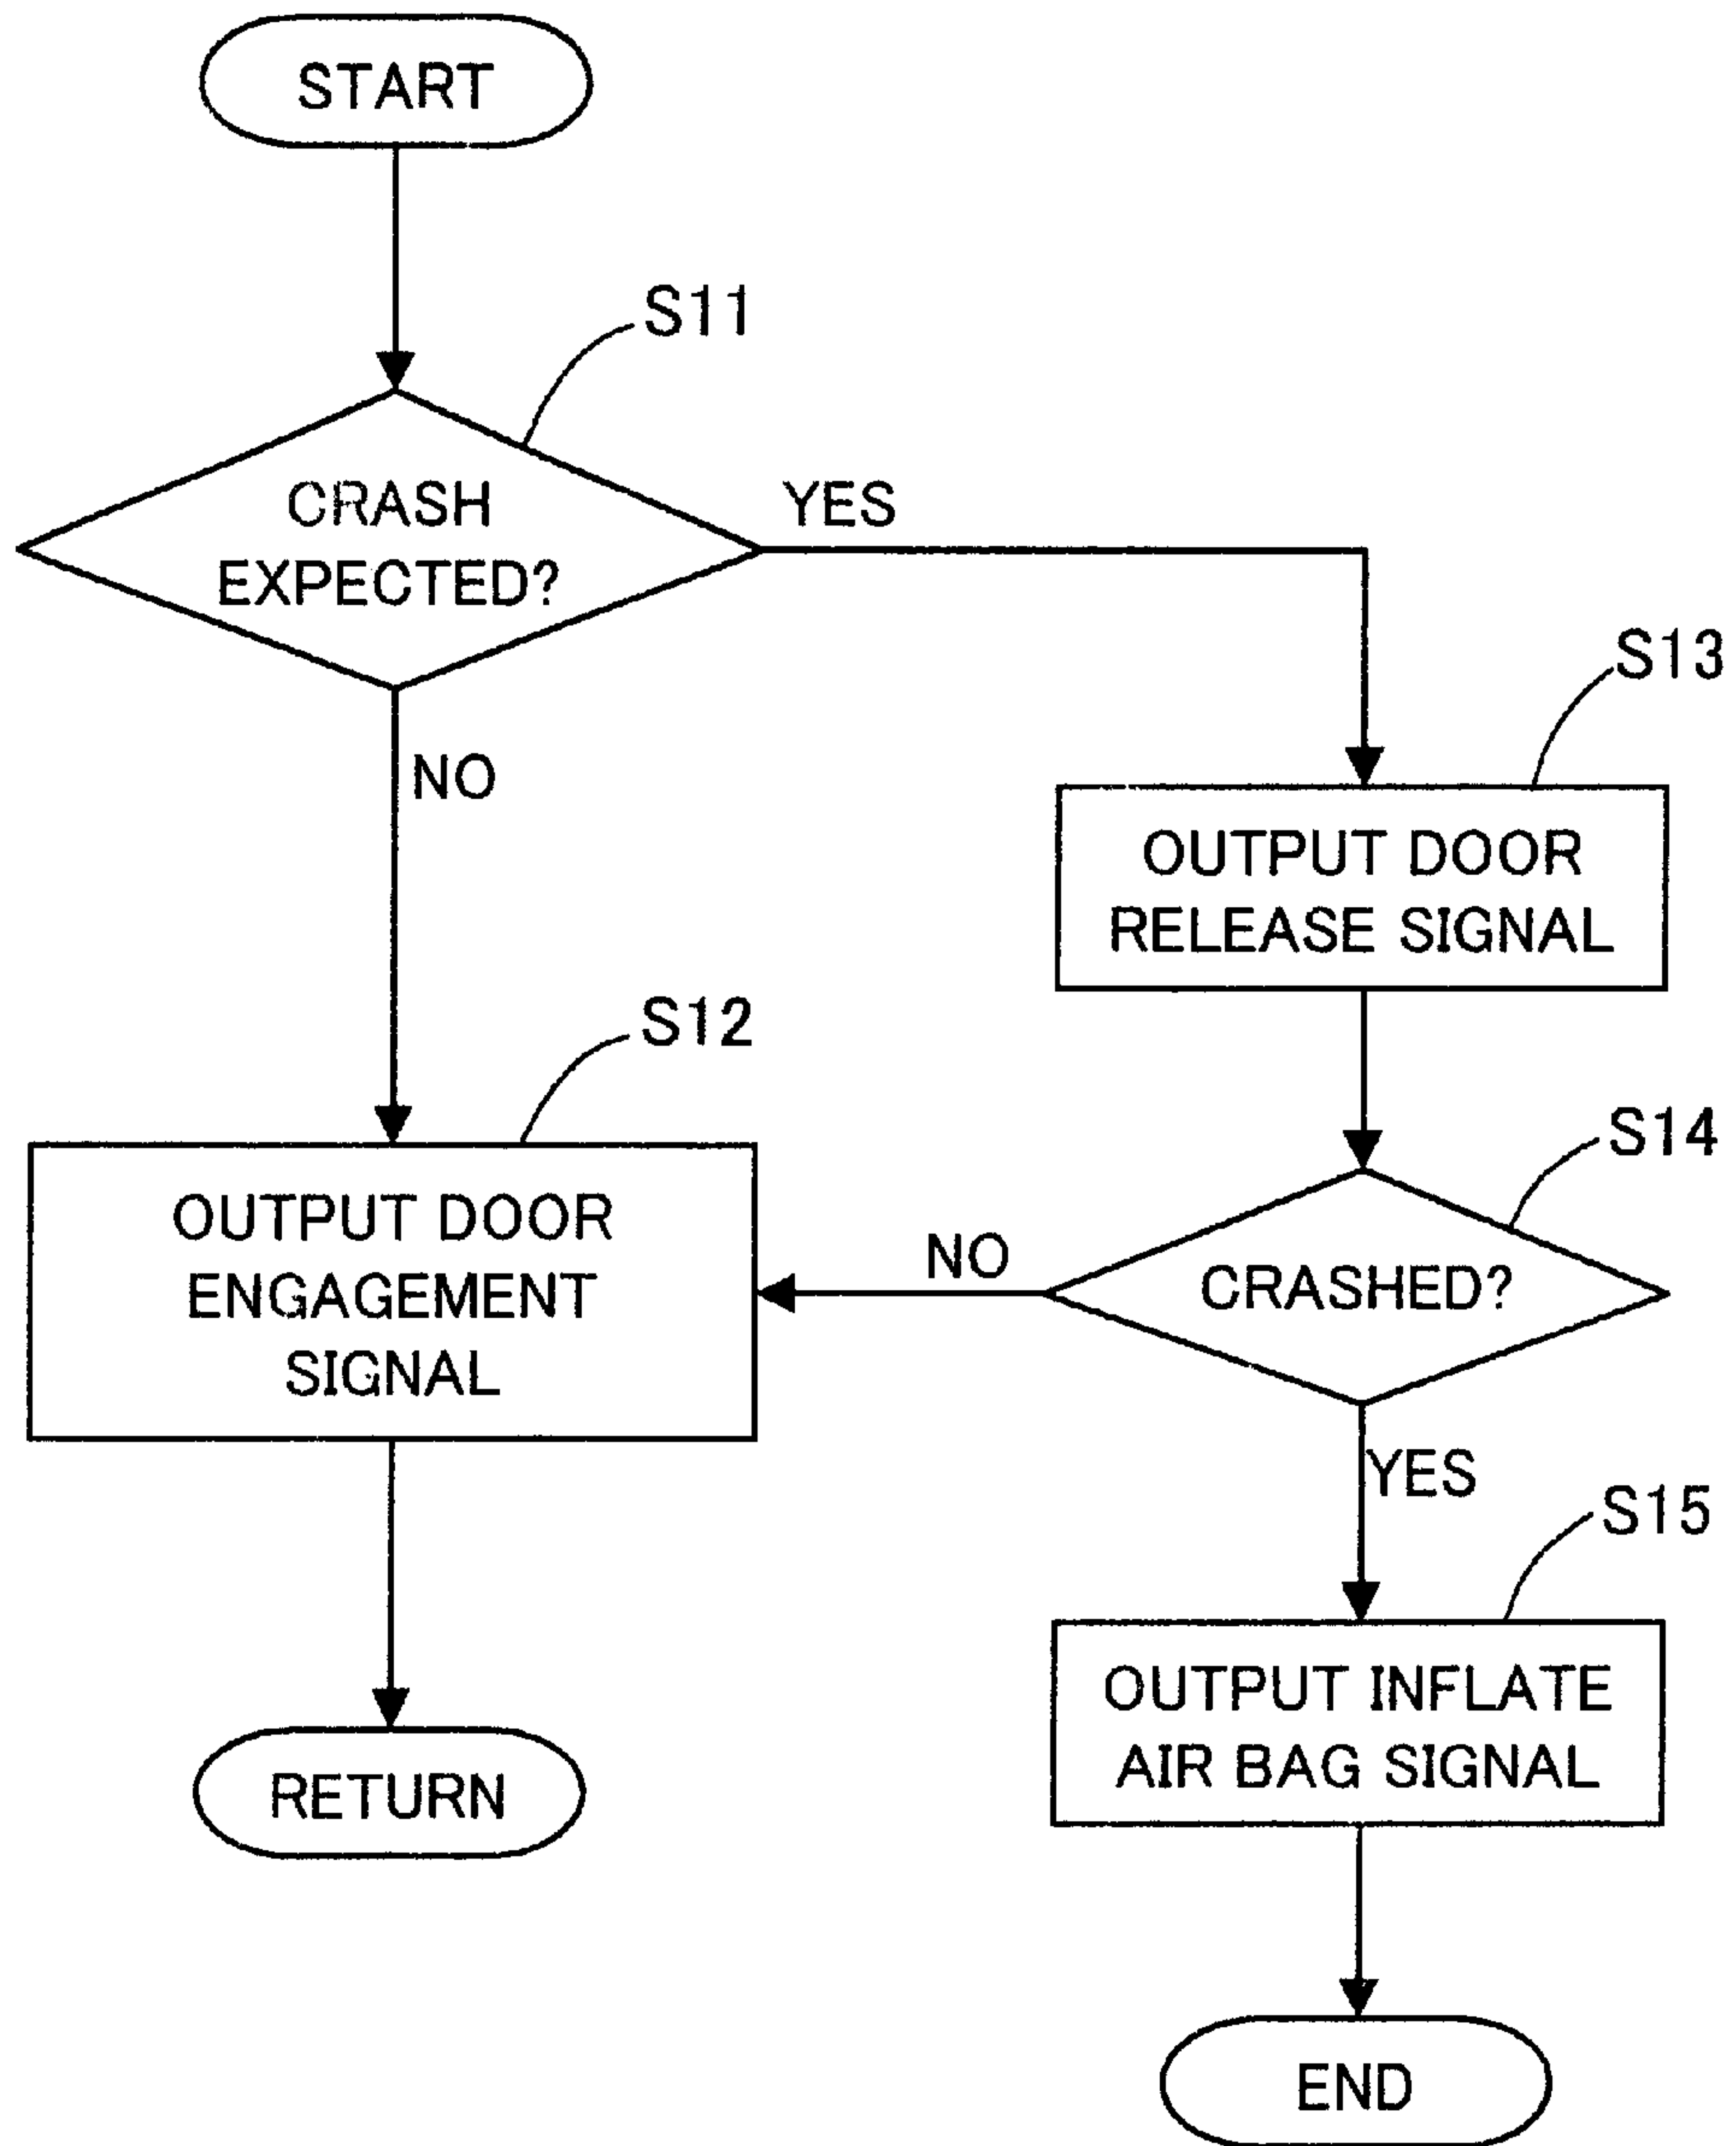 START
S11
CRASH
EXPECTED?
YES
NO
S13
OUTPUT DOOR
RELEASE SIGNAL
S12
OUTPUT DOOR
ENGAGEMENT
SIGNAL
S14
CRASHED?
NO
YES
S15
OUTPUT INFLATE
AIR BAG SIGNAL
RETURN
END